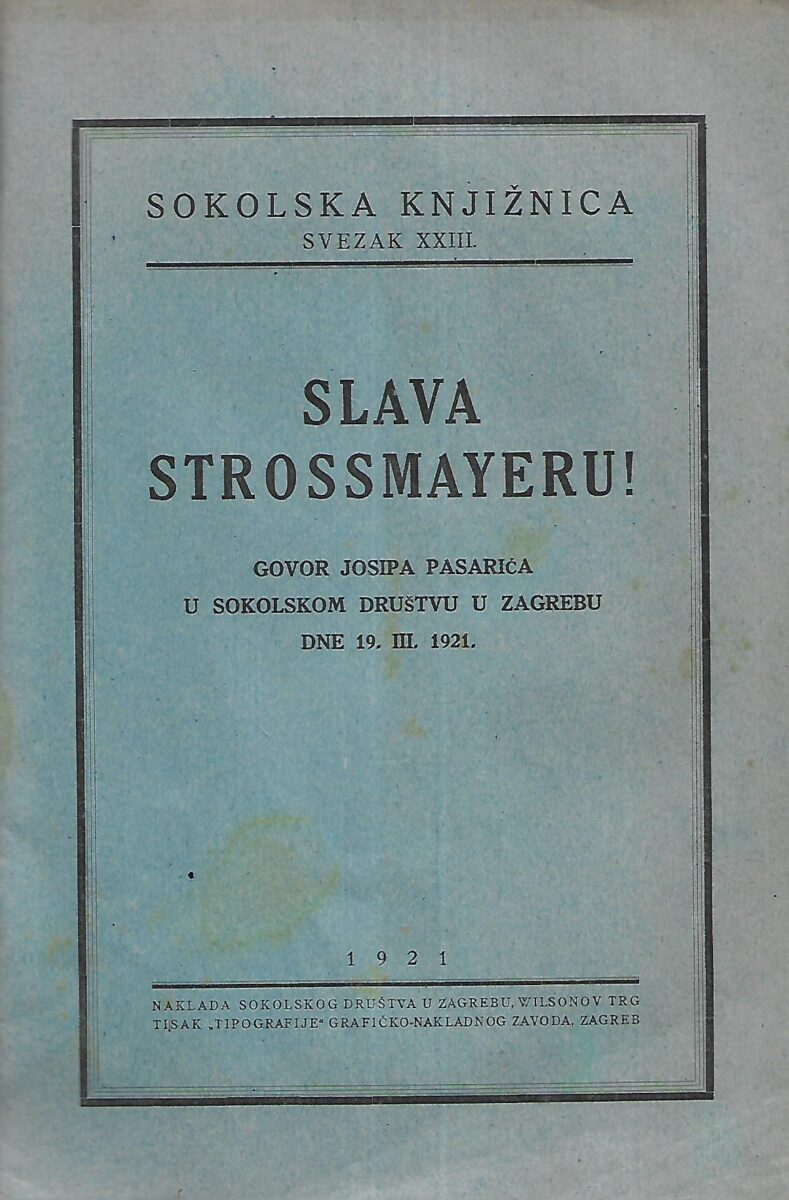 SOKOLSKA KNJIŽNICA
SVEZAK XXIII.
SLAVA
STROSSMAYERU!
GOVOR JOSIPA PASARIĆA
U SOKOLSKOM DRUŠTVU U ZAGREBU
DNE 19. III. 1921.
1921
NAKLADA SOKOLSKOG DRUŠTVA U ZAGREBU, WILSONOV TRG
TISAK „TIPOGRAFIJE“ GRAFIČKO-NAKLADNOG ZAVODA, ZAGREB